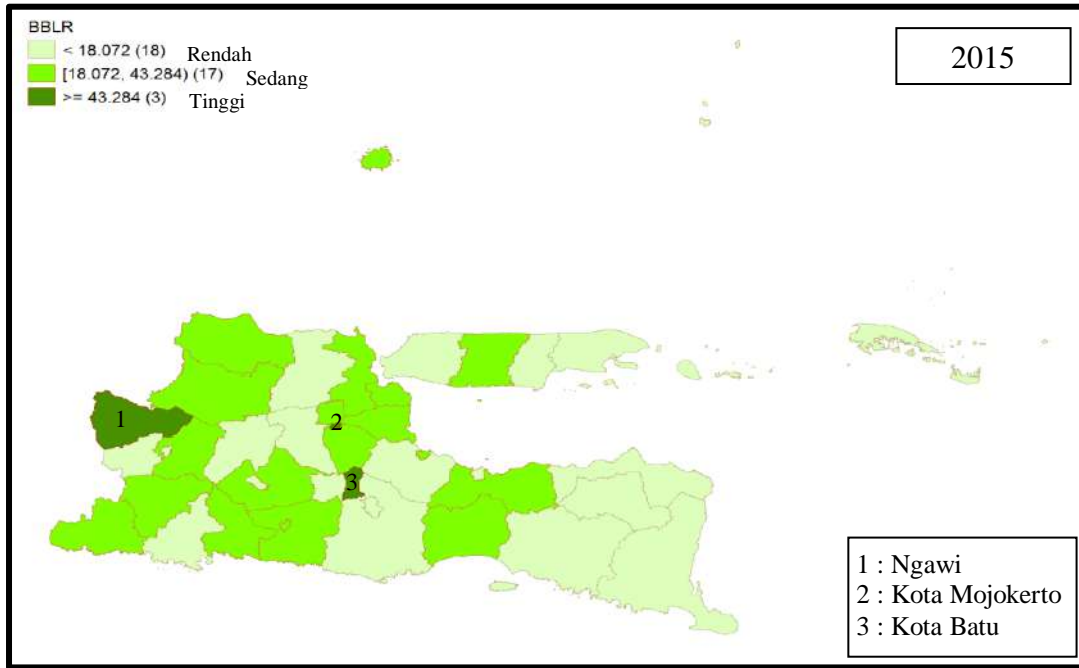 BBLR
< 18.072 (18) Rendah
[18.072, 43.284) (17) Sedang
>= 43.284 (3) Tinggi
2015
1
2
3
1 : Ngawi
2 : Kota Mojokerto
3 : Kota Batu